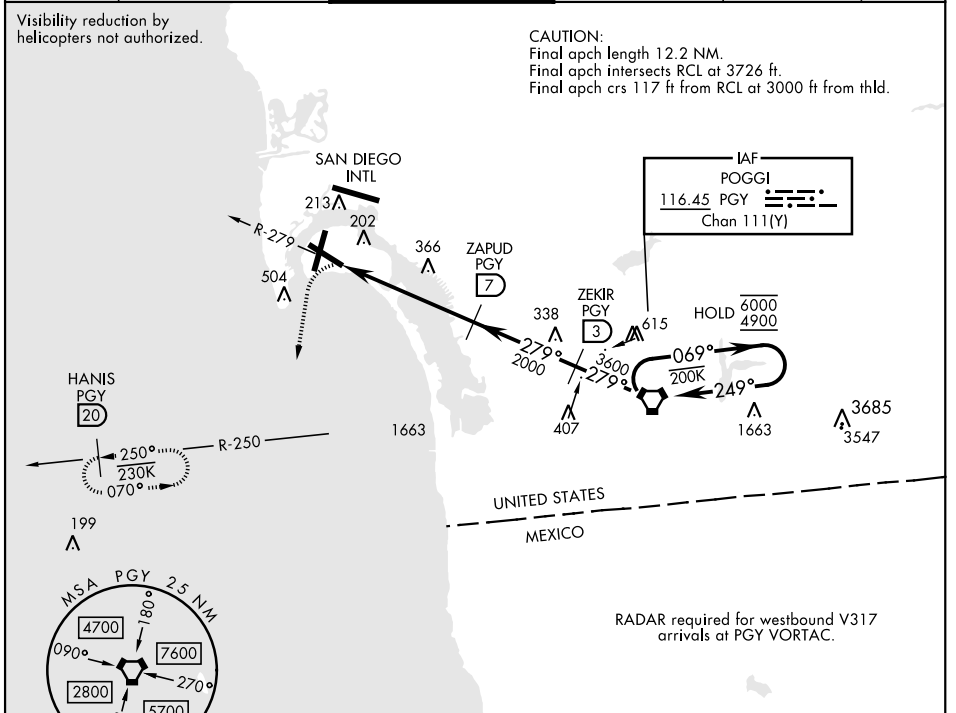 Visibility reduction by
helicopters not authorized.
CAUTION:
Final apch length 12.2 NM.
Final apch intersects RCL at 3726 ft.
Final apch crs 117 ft from RCL at 3000 ft from thld.
SAN DIEGO
INTL
IAF
POGGI
116.45 PGY
Chan 111(Y)
213
202
R-279
504
366
ZAPUD
PGY
7
338
ZEKIR
PGY
3
615
HOLD 6000
4900
279°
2000
3600
279°
069°
200K
249°
407
1663
3685
3547
HANIS
PGY
20
1663
R-250
250°
230K
070°
199
UNITED STATES
MEXICO
MSA PGY 25 NM
180°
4700
090°
7600
270°
2800
5700
RADAR required for westbound V317
arrivals at PGY VORTAC.